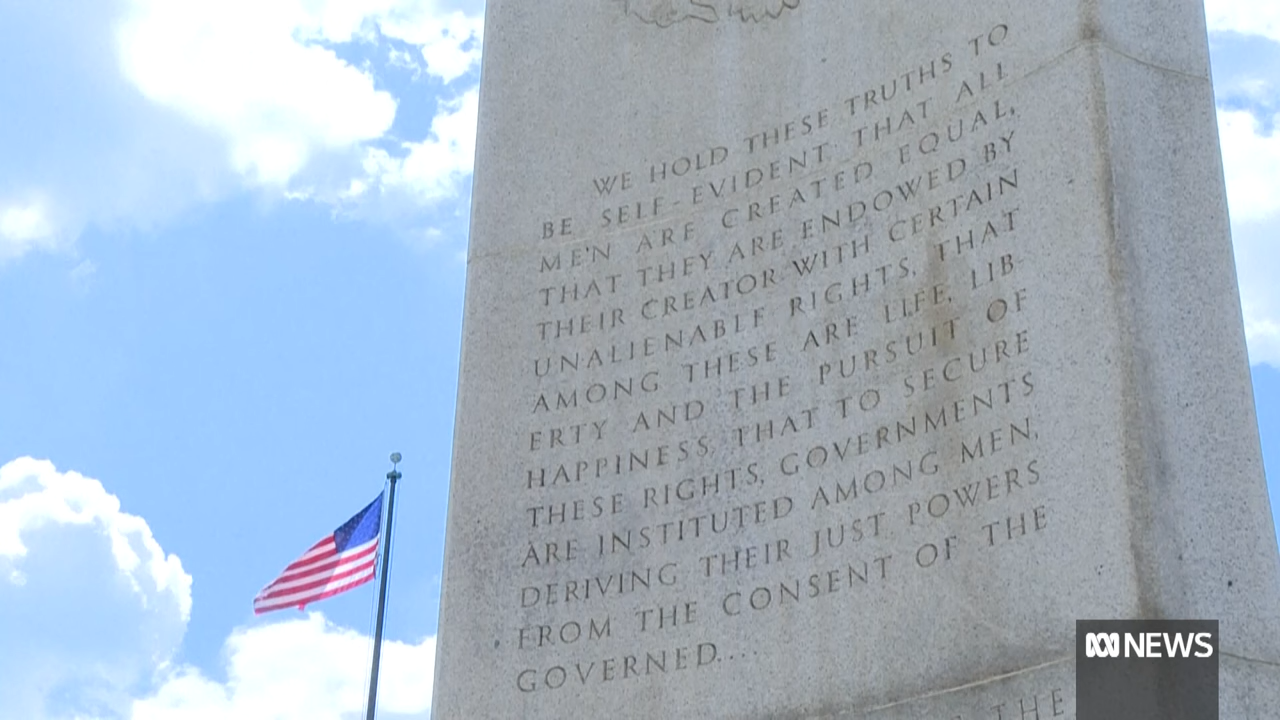 WE HOLD THESE TRUTHS TO
BE SELF-EVIDENT THAT ALL
MEN ARE CREATED EQUAL,
THAT THEY ARE ENDOWED BY
THEIR CREATOR WITH CERTAIN
UNALIENABLE RIGHTS, THAT
AMONG THESE ARE LIFE, LIB-
ERTY AND THE PURSUIT OF
HAPPINESS THAT TO SECURE
THESE RIGHTS, GOVERNMENTS
ARE INSTITUTED AMONG MEN,
DERIVING THEIR JUST POWERS
FROM THE CONSENT OF THE
GOVERNED....
THE
NEWS